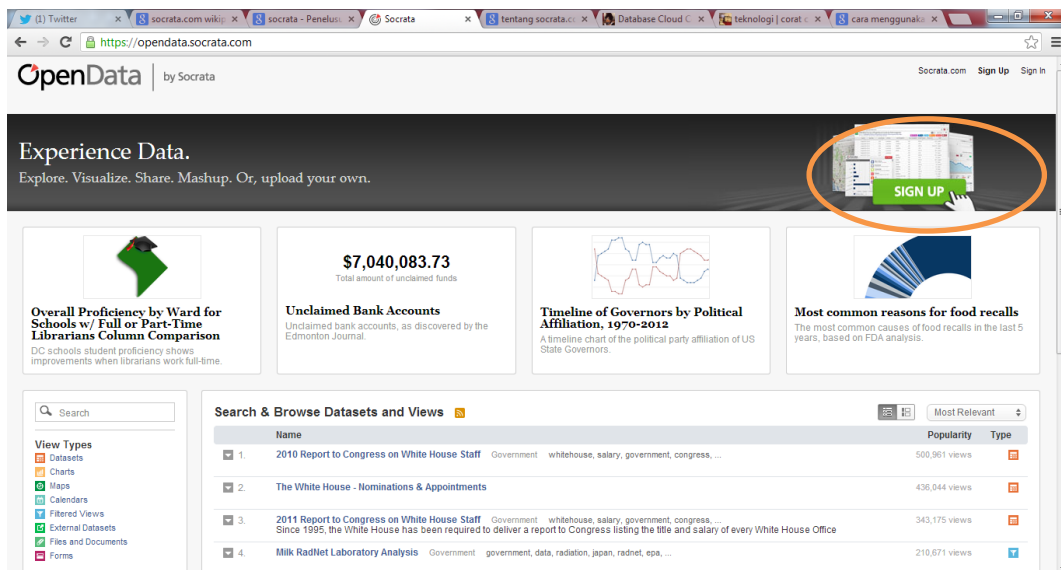 (1) Twitter
socrata.com wikip
socrata - Penelusu
Socrata
tentang socrata.co
Database Cloud C
teknologi | corat c
cara menggunaka
https://opendata.socrata.com
OpenData | by Socrata
Socrata.com Sign Up Sign In
Experience Data.
Explore. Visualize. Share. Mashup. Or, upload your own.
SIGN UP
Overall Proficiency by Ward for
Schools w/ Full or Part-Time
Librarians Column Comparison
DC schools student proficiency shows
improvements when librarians work full-time.
$7,040,083.73
Total amount of unclaimed funds
Unclaimed Bank Accounts
Unclaimed bank accounts, as discovered by the
Edmonton Journal.
Timeline of Governors by Political
Affiliation, 1970-2012
A timeline chart of the political party affiliation of US
State Governors.
Most common reasons for food recalls
The most common causes of food recalls in the last 5
years, based on FDA analysis.
Search
View Types
Datasets
Charts
Maps
Calendars
Filtered Views
External Datasets
Files and Documents
Forms
Search & Browse Datasets and Views
Most Relevant
Name Popularity Type
1. 2010 Report to Congress on White House Staff Government whitehouse, salary, government, congress, ... 500,961 views
2. The White House - Nominations & Appointments 436,044 views
3. 2011 Report to Congress on White House Staff Government whitehouse, salary, government, congress, ... 343,175 views
Since 1995, the White House has been required to deliver a report to Congress listing the title and salary of every White House Office
4. Milk RadNet Laboratory Analysis Government government, data, radiation, japan, radnet, epa, ... 210,671 views